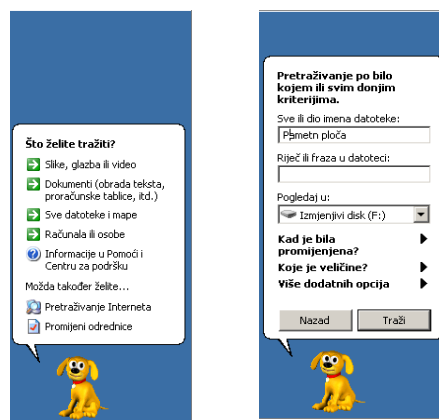 Što želite tražiti?
Slike, glazba ili video
Dokumenti (obrada teksta,
proračunske tablice, itd.)
Sve datoteke i mape
Računala ili osobe
Informacije u Pomoći i
Centru za podršku
Možda također želite...
Pretraživanje Interneta
Promijeni odrednice
Pretraživanje po bilo
kojem ili svim donjim
kriterijima.
Sve ili dio imena datoteke:
Pametn ploča
Riječ ili fraza u datoteci:
Pogledaj u:
Izmjenjivi disk (F:)
Kad je bila
promijenjena?
Koje je veličine?
Više dodatnih opcija
Nazad
Traži